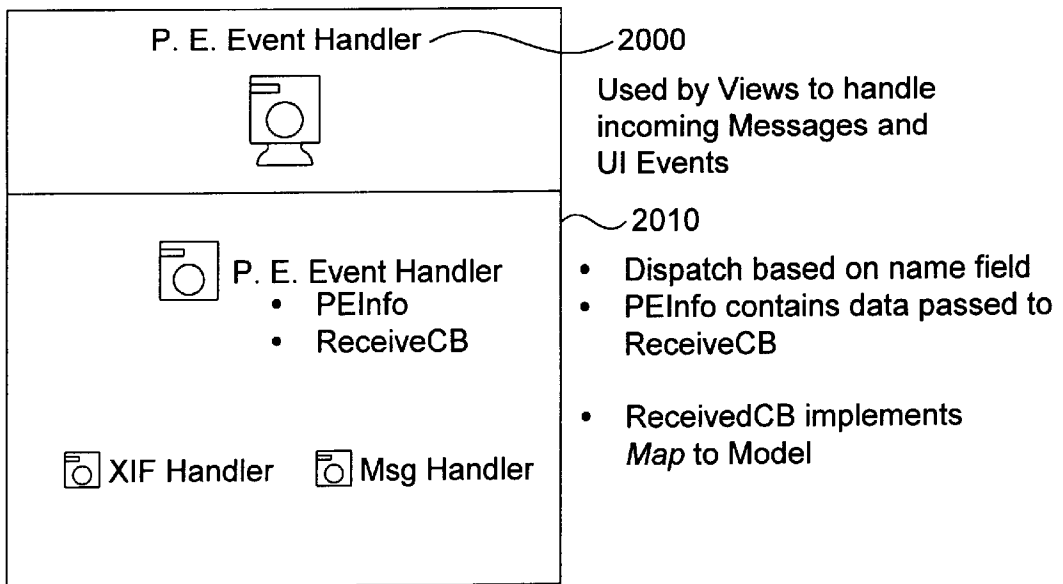 P. E. Event Handler
2000
Used by Views to handle
incoming Messages and
UI Events
2010
P. E. Event Handler
• PEInfo
• ReceiveCB
• Dispatch based on name field
• PEInfo contains data passed to
ReceiveCB
• ReceivedCB implements
Map to Model
XIF Handler
Msg Handler